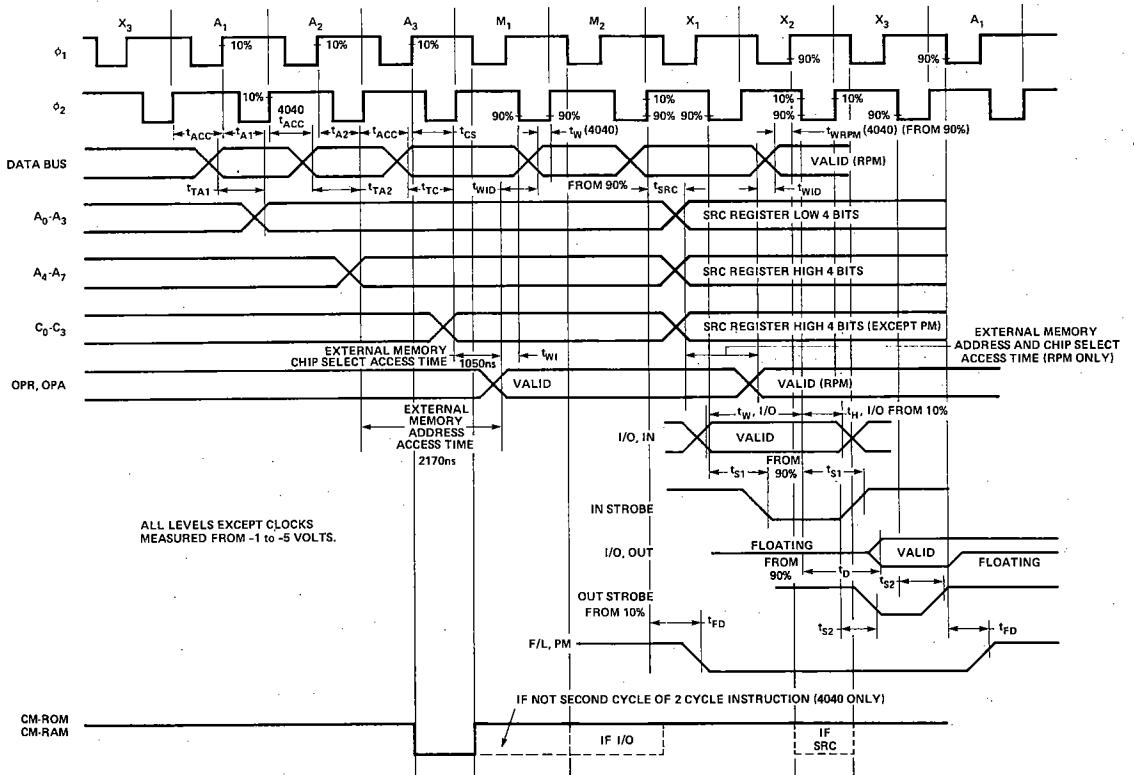 X3 A1 A2 A3 M1 M2 X1 X2 X3 A1
ϕ1
10% 10% 10% 90% 90%
ϕ2
10% 4040 tACC 90% 90% 10% 90% 90% 90% 10% 90% 10% 90%
tACC tA1 tA2 tACC tCS tW (4040) tWRPM (4040) (FROM 90%)
DATA BUS
VALID (RPM)
tTA1 tTA2 tTC tWID FROM 90% tSRC tWID
A0-A3
SRC REGISTER LOW 4 BITS
A4-A7
SRC REGISTER HIGH 4 BITS
C0-C3
SRC REGISTER HIGH 4 BITS (EXCEPT PM)
EXTERNAL MEMORY
CHIP SELECT ACCESS TIME
1050ns
tWI
EXTERNAL MEMORY
ADDRESS AND CHIP SELECT
ACCESS TIME (RPM ONLY)
OPR, OPA
VALID
VALID (RPM)
EXTERNAL
MEMORY
ADDRESS
ACCESS TIME
2170ns
tW, I/O tH, I/O FROM 10%
I/O, IN
VALID
tS1 FROM 90% tS1
IN STROBE
ALL LEVELS EXCEPT CLOCKS
MEASURED FROM -1 to -5 VOLTS.
I/O, OUT
FLOATING
VALID
FLOATING
FROM 90%
tD
tS2
OUT STROBE
FROM 10%
tFD
tS2
tFD
F/L, PM
IF NOT SECOND CYCLE OF 2 CYCLE INSTRUCTION (4040 ONLY)
CM-ROM
CM-RAM
IF I/O
IF
SRC